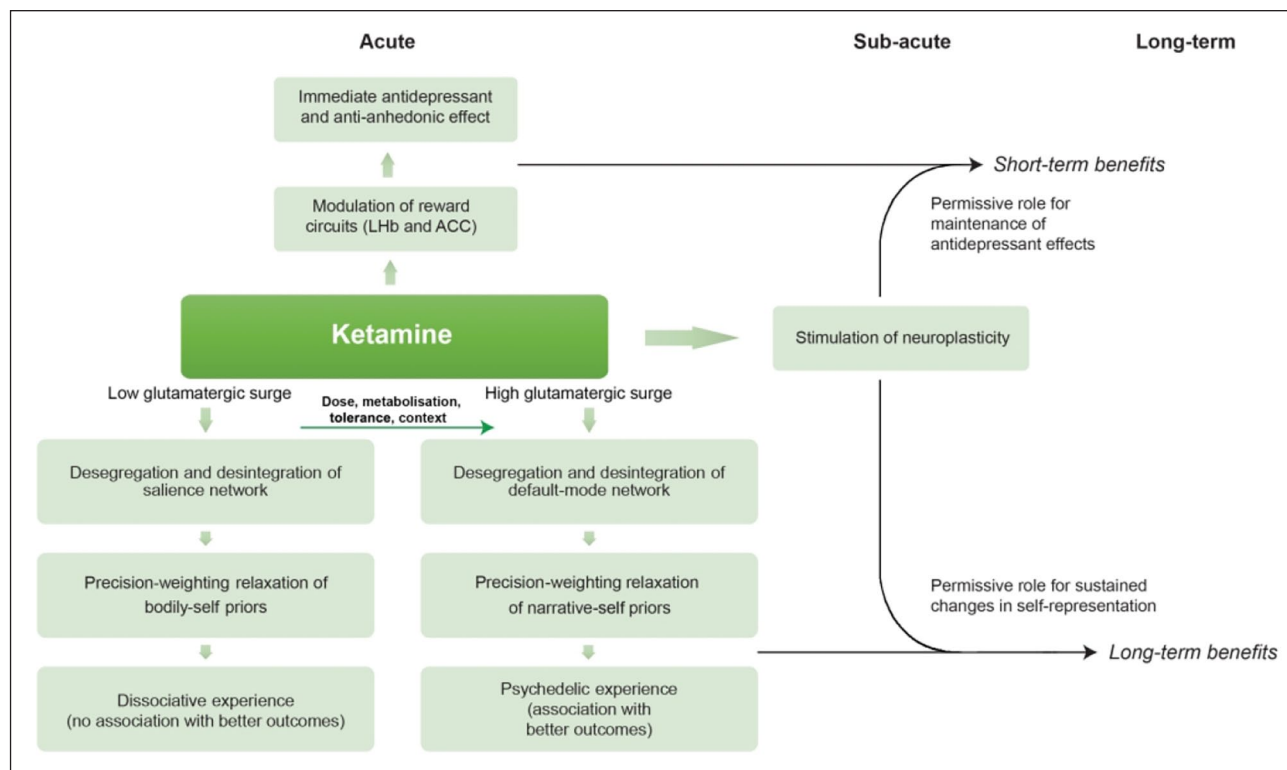 Acute
Sub-acute
Long-term
Immediate antidepressant
and anti-anhedonic effect
Short-term benefits
Modulation of reward
circuits (LHb and ACC)
Permissive role for
maintenance of
antidepressant effects
Ketamine
Stimulation of neuroplasticity
Low glutamatergic surge
Dose, metabolisation,
tolerance, context
High glutamatergic surge
Desegregation and desintegration of
salience network
Desegregation and desintegration of
default-mode network
Precision-weighting relaxation of
bodily-self priors
Precision-weighting relaxation
of narrative-self priors
Permissive role for sustained
changes in self-representation
Long-term benefits
Dissociative experience
(no association with better outcomes)
Psychedelic experience
(association with
better outcomes)